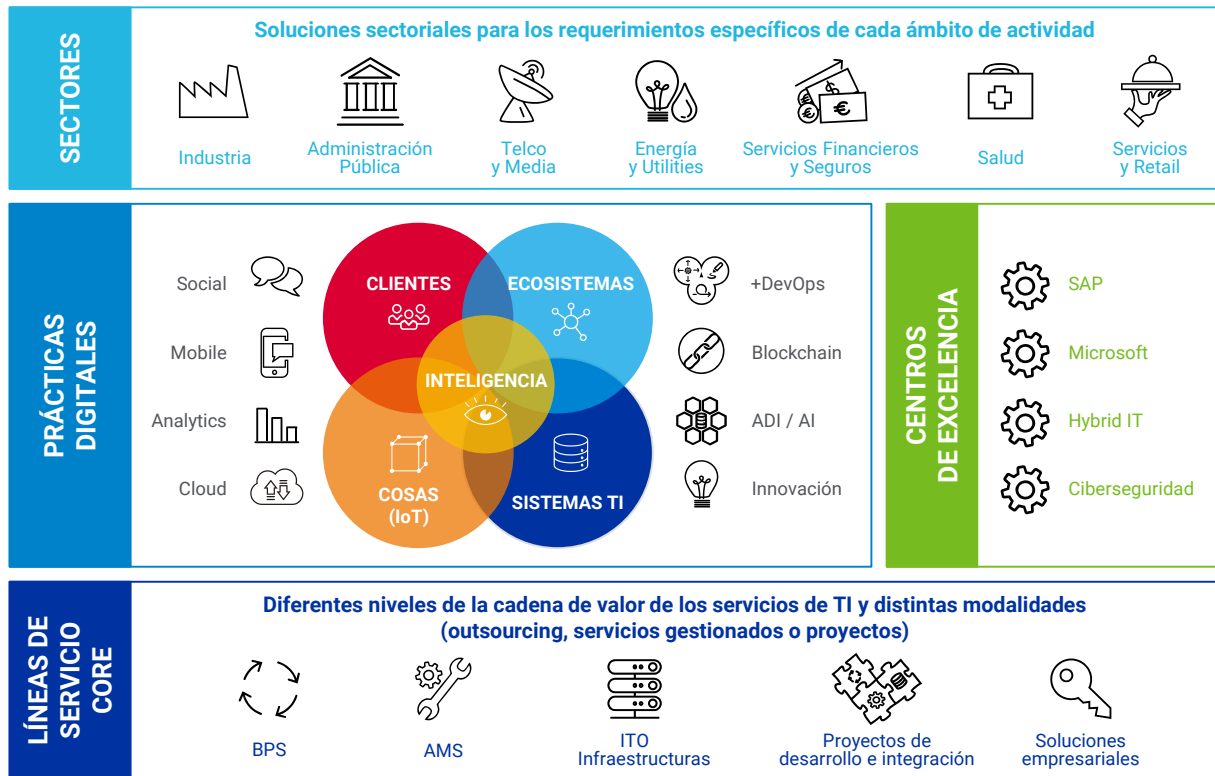 SECTORES
Soluciones sectoriales para los requerimientos específicos de cada ámbito de actividad
Industria
Administración
Pública
Telco
y Media
Energía
y Utilities
Servicios Financieros
y Seguros
Salud
Servicios
y Retail
PRÁCTICAS
DIGITALES
Social
Mobile
Analytics
Cloud
CLIENTES
ECOSISTEMAS
INTELIGENCIA
COSAS
(IoT)
SISTEMAS TI
+DevOps
Blockchain
ADI / AI
Innovación
CENTROS
DE EXCELENCIA
SAP
Microsoft
Hybrid IT
Ciberseguridad
LÍNEAS DE
SERVICIO
CORE
Diferentes niveles de la cadena de valor de los servicios de TI y distintas modalidades
(outsourcing, servicios gestionados o proyectos)
BPS
AMS
ITO
Infraestructuras
Proyectos de
desarrollo e integración
Soluciones
empresariales